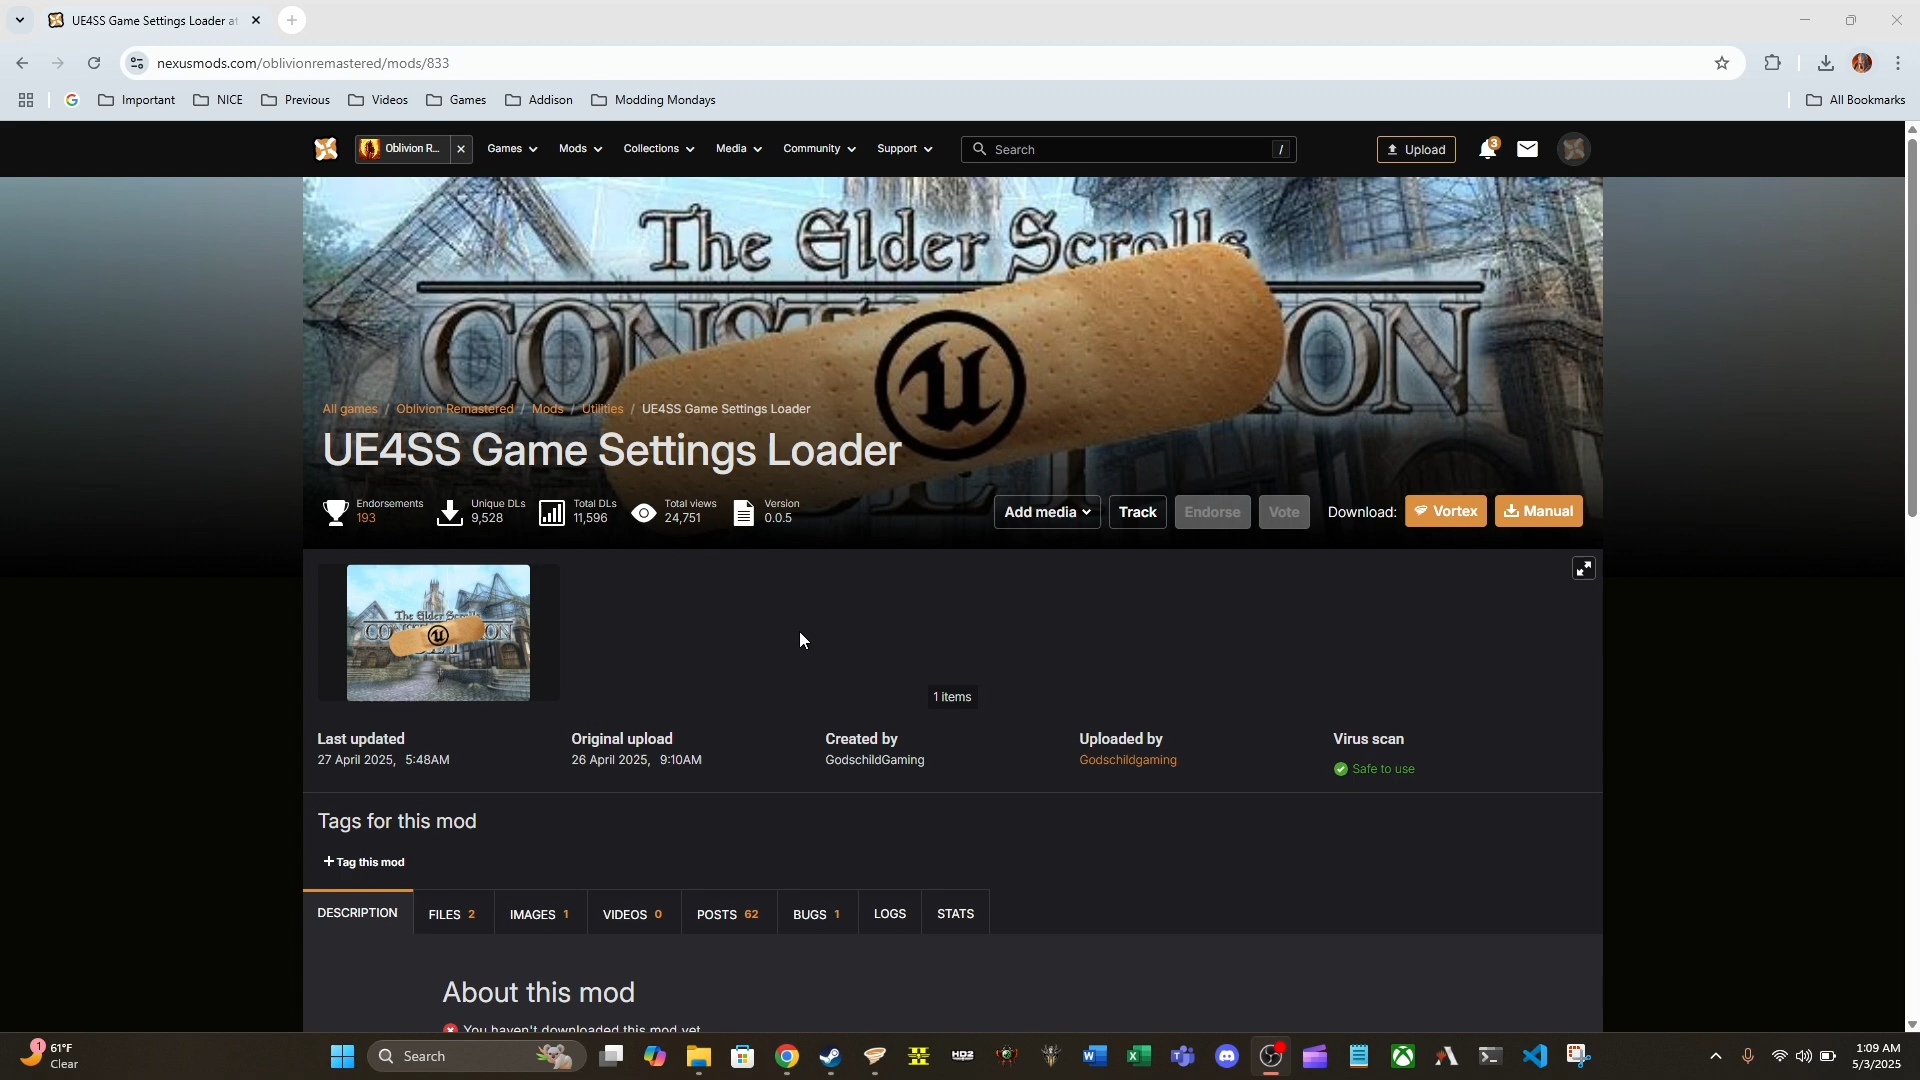 UE4SS Game Settings Loader at
nexusmods.com/oblivionremastered/mods/833
Important NICE Previous Videos Games Addison Modding Mondays All Bookmarks
Oblivion R... Games Mods Collections Media Community Support Search / Upload 3
The Elder Scrolls
All games / Oblivion Remastered / Mods / Utilities / UE4SS Game Settings Loader
UE4SS Game Settings Loader
Endorsements Unique DLs Total DLs Total views Version
193 9,528 11,596 24,751 0.0.5
Add media Track Endorse Vote Download: Vortex Manual
1 items
Last updated Original upload Created by Uploaded by Virus scan
27 April 2025, 5:48AM 26 April 2025, 9:10AM GodschildGaming Godschildgaming Safe to use
Tags for this mod
+ Tag this mod
DESCRIPTION FILES 2 IMAGES 1 VIDEOS 0 POSTS 62 BUGS 1 LOGS STATS
About this mod
You haven't downloaded this mod yet
1 61°F
Clear
Search
HD2
1:09 AM
5/3/2025